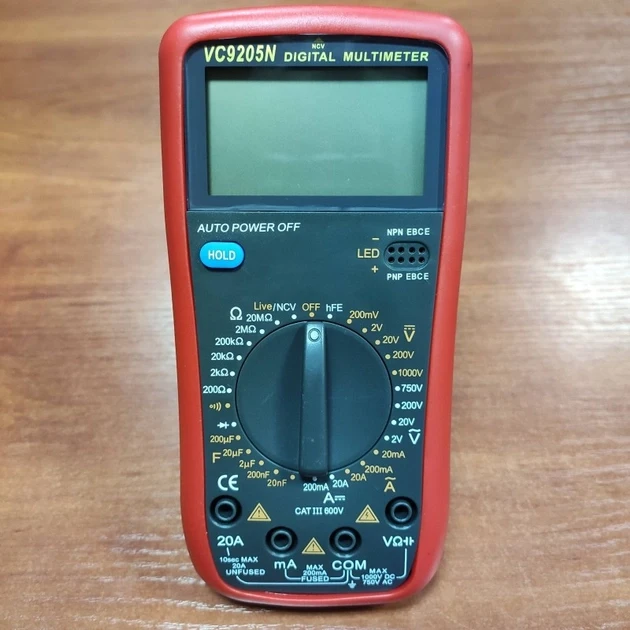 NCV
VC9205N DIGITAL MULTIMETER
AUTO POWER OFF
HOLD
NPN EBCE
− LED +
PNP EBCE
Live/NCV OFF hFE
Ω 20MΩ
2MΩ
200kΩ
20kΩ
2kΩ
200Ω
200mV
2V
20V V
200V
1000V
750V
200V
20V
2V V
200µF
F 20µF
2µF
200nF
20nF
20mA
200mA
20A A
200mA 20A
A
CE
CAT III 600V
20A
10sec MAX
20A
UNFUSED
mA
MAX
200mA
FUSED
COM
MAX
1000V DC
750V AC
VΩ